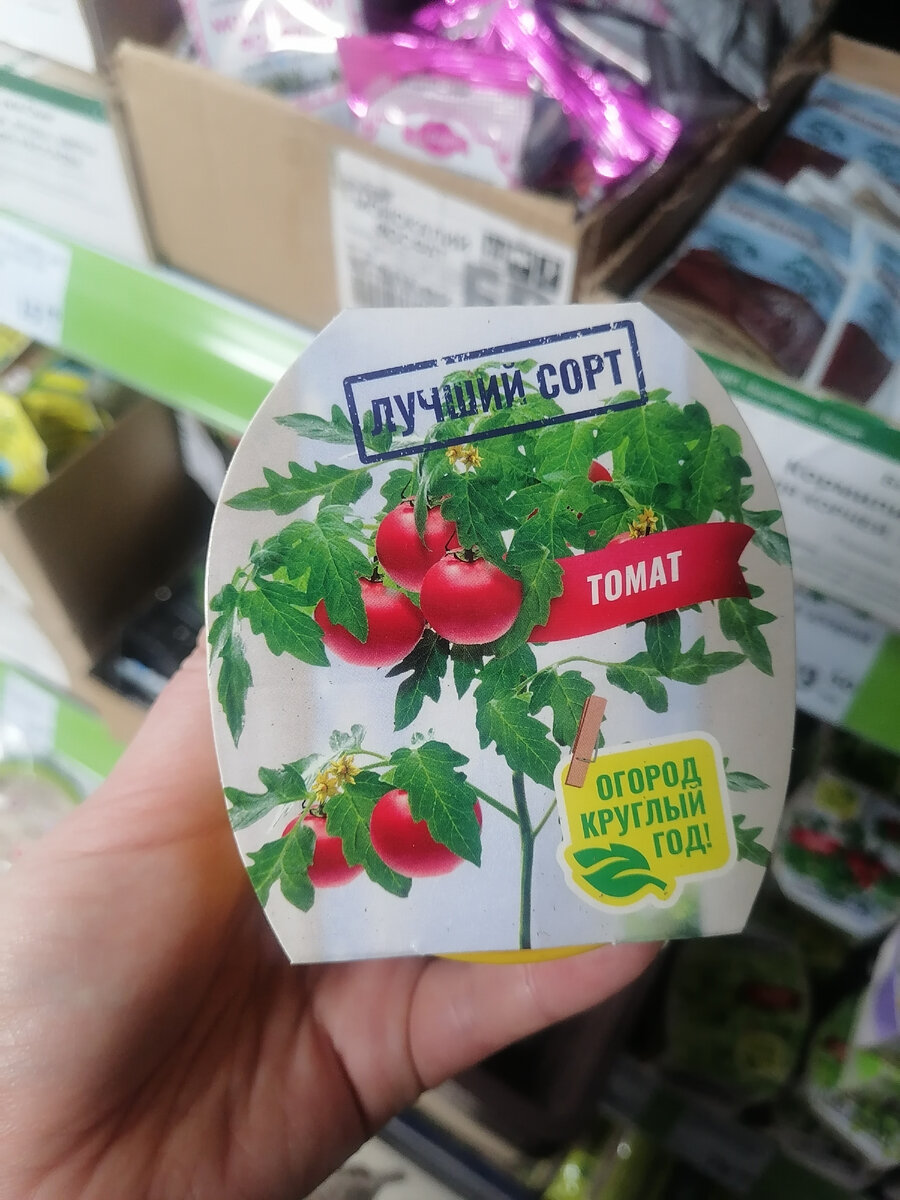 ЛУЧШИЙ СОРТ
ТОМАТ
ОГОРОД
КРУГЛЫЙ
ГОД!